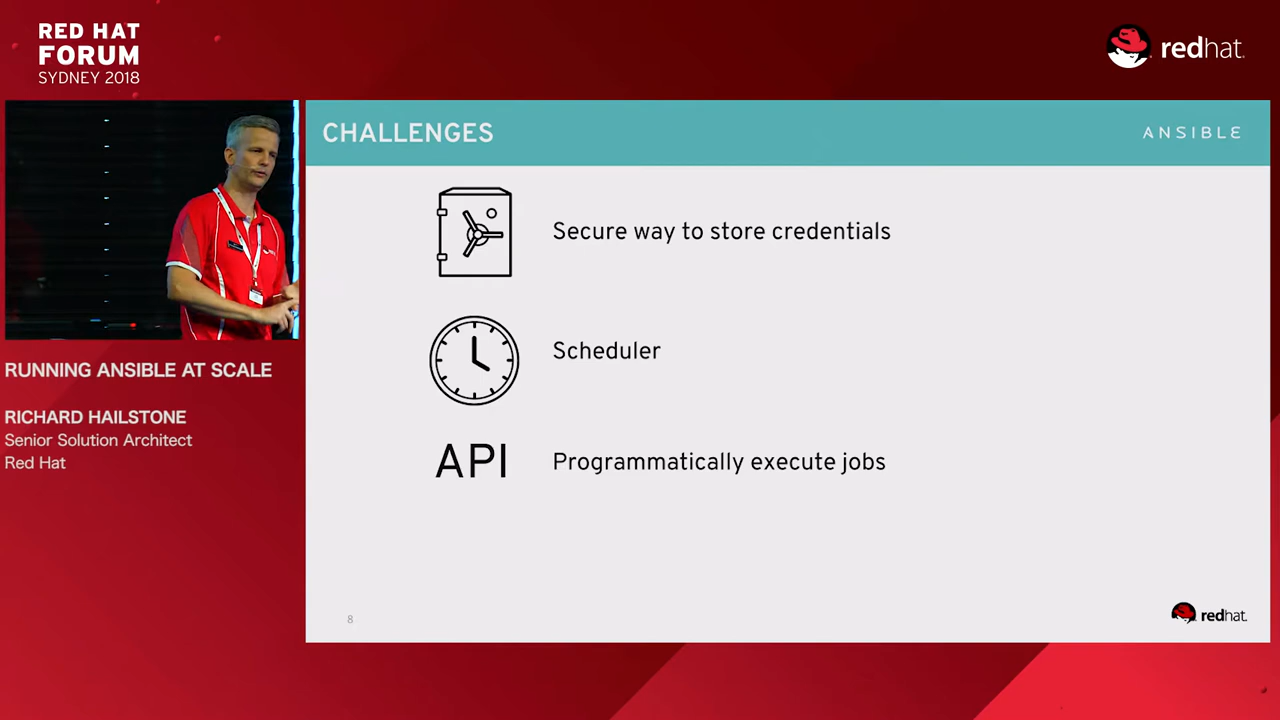 RED HAT
FORUM
SYDNEY 2018
redhat.
CHALLENGES
ANSIBLE
Secure way to store credentials
Scheduler
API Programmatically execute jobs
RUNNING ANSIBLE AT SCALE
RICHARD HAILSTONE
Senior Solution Architect
Red Hat
8
redhat.